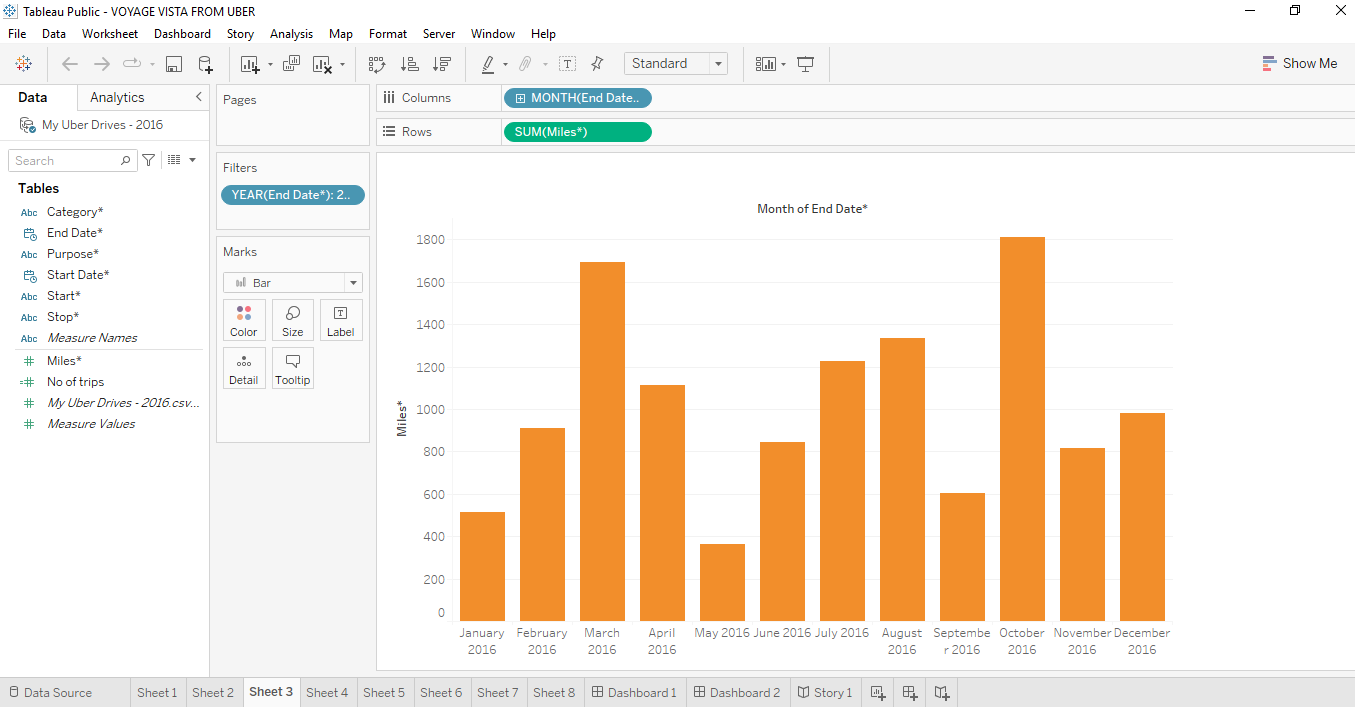 Tableau Public - VOYAGE VISTA FROM UBER
File Data Worksheet Dashboard Story Analysis Map Format Server Window Help
Standard
Show Me
Data Analytics
My Uber Drives - 2016
Search
Tables
Abc Category*
End Date*
Abc Purpose*
Start Date*
Abc Start*
Abc Stop*
Abc Measure Names
Miles*
No of trips
My Uber Drives - 2016.csv...
Measure Values
Pages
Filters
YEAR(End Date*): 2..
Marks
Bar
Color Size Label
Detail Tooltip
Columns MONTH(End Date..
Rows SUM(Miles*)
Month of End Date*
Miles*
1800
1600
1400
1200
1000
800
600
400
200
0
January
2016
February
2016
March
2016
April
2016
May 2016
June 2016
July 2016
August
2016
Septembe
r 2016
October
2016
November
2016
December
2016
Data Source Sheet 1 Sheet 2 Sheet 3 Sheet 4 Sheet 5 Sheet 6 Sheet 7 Sheet 8 Dashboard 1 Dashboard 2 Story 1